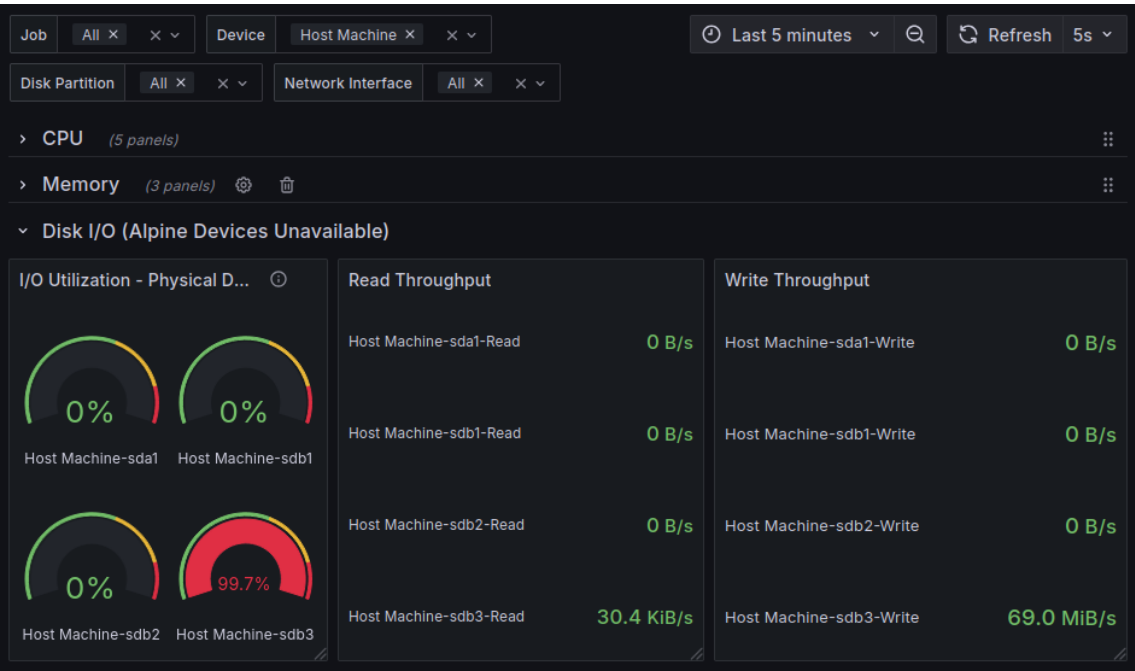 Job All Device Host Machine Last 5 minutes Refresh 5s
Disk Partition All Network Interface All
CPU (5 panels)
Memory (3 panels)
Disk I/O (Alpine Devices Unavailable)
I/O Utilization - Physical D...
0%
Host Machine-sda1
0%
Host Machine-sdb1
0%
Host Machine-sdb2
99.7%
Host Machine-sdb3
Read Throughput
Host Machine-sda1-Read 0 B/s
Host Machine-sdb1-Read 0 B/s
Host Machine-sdb2-Read 0 B/s
Host Machine-sdb3-Read 30.4 KiB/s
Write Throughput
Host Machine-sda1-Write 0 B/s
Host Machine-sdb1-Write 0 B/s
Host Machine-sdb2-Write 0 B/s
Host Machine-sdb3-Write 69.0 MiB/s